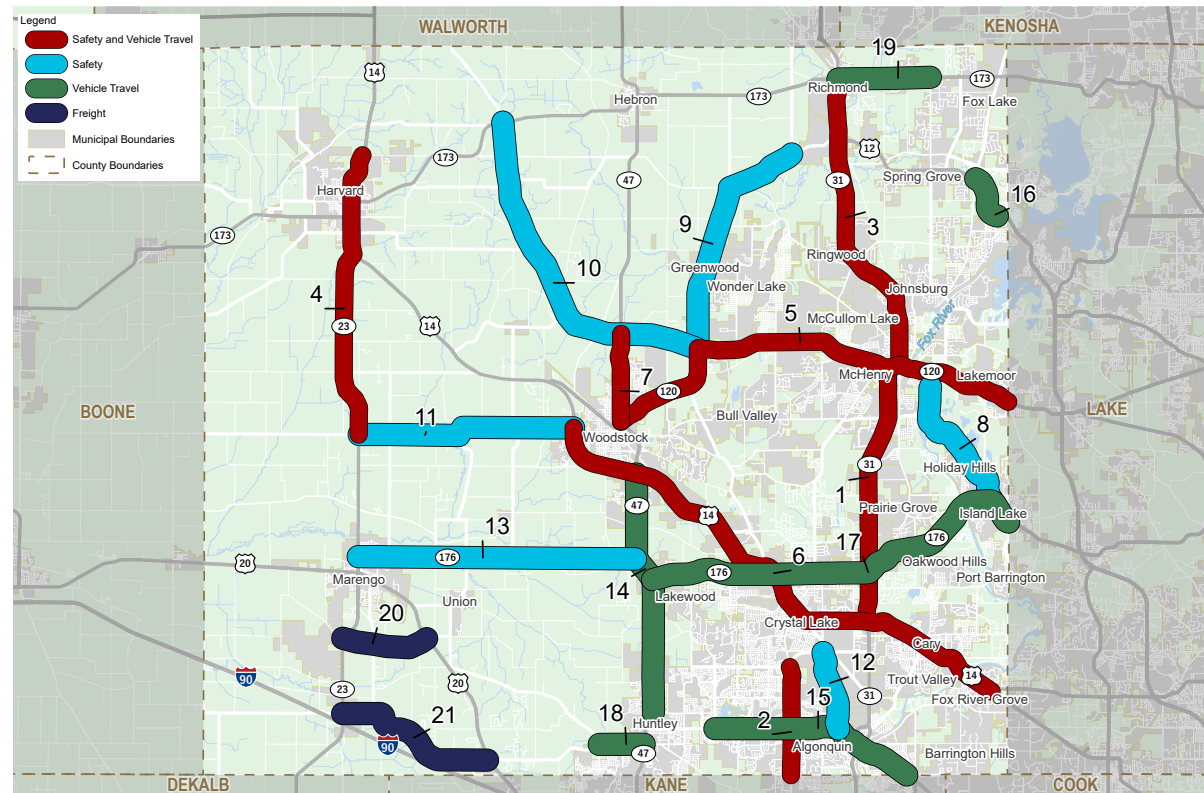 Legend
Safety and Vehicle Travel
Safety
Vehicle Travel
Freight
Municipal Boundaries
County Boundaries
WALWORTH
KENOSHA
19
14
Richmond
173
Hebron
173
Fox Lake
12
173
47
31
Spring Grove
Harvard
16
3
173
9
Ringwood
10
Greenwood
Wonder Lake
Johnsburg
4
5
McCullom Lake
23
14
Fox River
McHenry
120
Lakemoor
7
120
BOONE
Bull Valley
LAKE
11
Woodstock
8
31
Holiday Hills
1
47
Prairie Grove
Island Lake
14
13
17
176
176
6
Oakwood Hills
20
176
Port Barrington
Marengo
14
Lakewood
Union
20
Crystal Lake
Cary
12
Trout Valley
14
90
20
23
31
Fox River Grove
21
18
Huntley
2
15
90
47
Algonquin
Barrington Hills
DEKALB
KANE
COOK